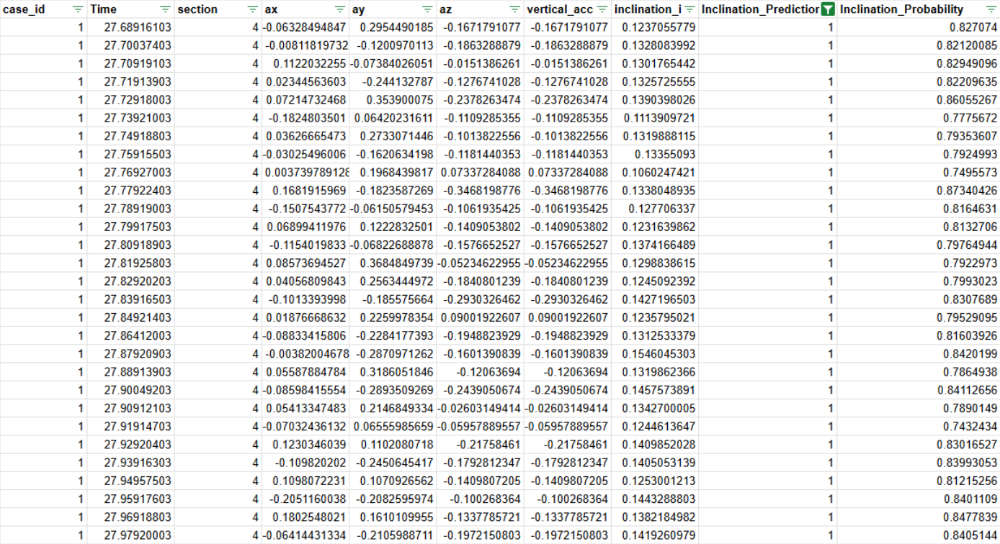 case_id Time section ax ay az vertical_acc inclination_i Inclination_Prediction Inclination_Probability
1 27.68916103 4 -0.06328494847 0.2954490185 -0.1671791077 -0.1671791077 0.1237055779 1 0.827074
1 27.70037403 4 -0.00811819732 -0.1200970113 -0.1863288879 -0.1863288879 0.1328083992 1 0.82120085
1 27.70919103 4 0.1122032255 -0.07384026051 -0.0151386261 -0.0151386261 0.1301765442 1 0.82949096
1 27.71913903 4 0.02344563603 -0.244132787 -0.1276741028 -0.1276741028 0.1325725555 1 0.82209635
1 27.72918003 4 0.07214732468 0.353900075 -0.2378263474 -0.2378263474 0.1390398026 1 0.86055267
1 27.73921003 4 -0.1824803501 0.06420231611 -0.1109285355 -0.1109285355 0.1113909721 1 0.7775672
1 27.74918803 4 0.03626665473 0.2733071446 -0.1013822556 -0.1013822556 0.1319888115 1 0.79353607
1 27.75915503 4 -0.03025496006 -0.1620634198 -0.1181440353 -0.1181440353 0.13355093 1 0.7924993
1 27.76927003 4 0.003739789128 0.1968439817 0.07337284088 0.07337284088 0.1060247421 1 0.7495573
1 27.77922403 4 0.1681915969 -0.1823587269 -0.3468198776 -0.3468198776 0.1338048935 1 0.87340426
1 27.78919003 4 -0.1507543772 -0.06150579453 -0.1061935425 -0.1061935425 0.127706337 1 0.8164631
1 27.79917503 4 0.06899411976 0.1222832501 -0.1409053802 -0.1409053802 0.1231639862 1 0.8132706
1 27.80918903 4 -0.1154019833 -0.06822688878 -0.1576652527 -0.1576652527 0.1374166489 1 0.79764944
1 27.81925803 4 0.08573694527 0.3684849739 -0.05234622955 -0.05234622955 0.1298838615 1 0.7922973
1 27.82920203 4 0.04056809843 0.2563444972 -0.1840801239 -0.1840801239 0.1245092392 1 0.7993023
1 27.83916503 4 -0.1013393998 -0.185575664 -0.2930326462 -0.2930326462 0.1427196503 1 0.8307689
1 27.84921403 4 0.01876668632 0.2259978354 0.09001922607 0.09001922607 0.1235795021 1 0.79529095
1 27.86412003 4 -0.08833415806 -0.2284177393 -0.1948823929 -0.1948823929 0.1312533379 1 0.81603926
1 27.87920903 4 -0.00382004678 -0.2870971262 -0.1601390839 -0.1601390839 0.1546045303 1 0.8420199
1 27.88913903 4 0.05587884784 0.3186051846 -0.12063694 -0.12063694 0.1319862366 1 0.7864938
1 27.90049203 4 -0.08598415554 -0.2893509269 -0.2439050674 -0.2439050674 0.1457573891 1 0.84112656
1 27.90912103 4 0.05413347483 0.2146849334 -0.02603149414 -0.02603149414 0.1342700005 1 0.7890149
1 27.91914703 4 -0.07032436132 0.06555985659 -0.05957889557 -0.05957889557 0.1244613647 1 0.7432434
1 27.92920403 4 0.1230346039 0.1102080718 -0.21758461 -0.21758461 0.1409852028 1 0.83016527
1 27.93916303 4 -0.109820202 -0.2450645417 -0.1792812347 -0.1792812347 0.1405053139 1 0.83993053
1 27.94957503 4 0.1098072231 0.1070926562 -0.1409807205 -0.1409807205 0.1253001213 1 0.81215256
1 27.95917603 4 -0.2051160038 -0.2082595974 -0.100268364 -0.100268364 0.1443288803 1 0.8401109
1 27.96918803 4 0.1802548021 0.1610109955 -0.1337785721 -0.1337785721 0.1382184982 1 0.8477839
1 27.97920003 4 -0.06414431334 -0.2105988711 -0.1972150803 -0.1972150803 0.1419260979 1 0.8405144